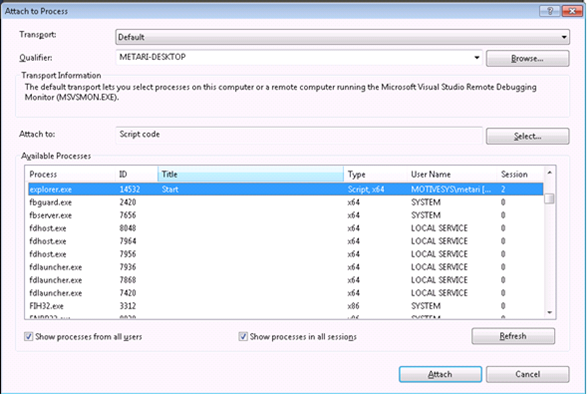 Attach to Process
Transport: Default
Qualifier: METARI-DESKTOP Browse...
Transport Information
The default transport lets you select processes on this computer or a remote computer running the Microsoft Visual Studio Remote Debugging
Monitor (MSVSMON.EXE).
Attach to: Script code Select...
Available Processes
Process ID Title Type User Name Session
explorer.exe 14532 Start Script, x64 MOTIVESYS\metari [... 2
fbguard.exe 2420 x64 SYSTEM 0
fbserver.exe 7656 x64 SYSTEM 0
fdhost.exe 8048 x64 LOCAL SERVICE 0
fdhost.exe 7964 x64 LOCAL SERVICE 0
fdhost.exe 7956 x64 LOCAL SERVICE 0
fdlauncher.exe 7936 x64 LOCAL SERVICE 0
fdlauncher.exe 7868 x64 LOCAL SERVICE 0
fdlauncher.exe 7420 x64 LOCAL SERVICE 0
FIH32.exe 3312 x86 SYSTEM 0
Show processes from all users Show processes in all sessions Refresh
Attach Cancel